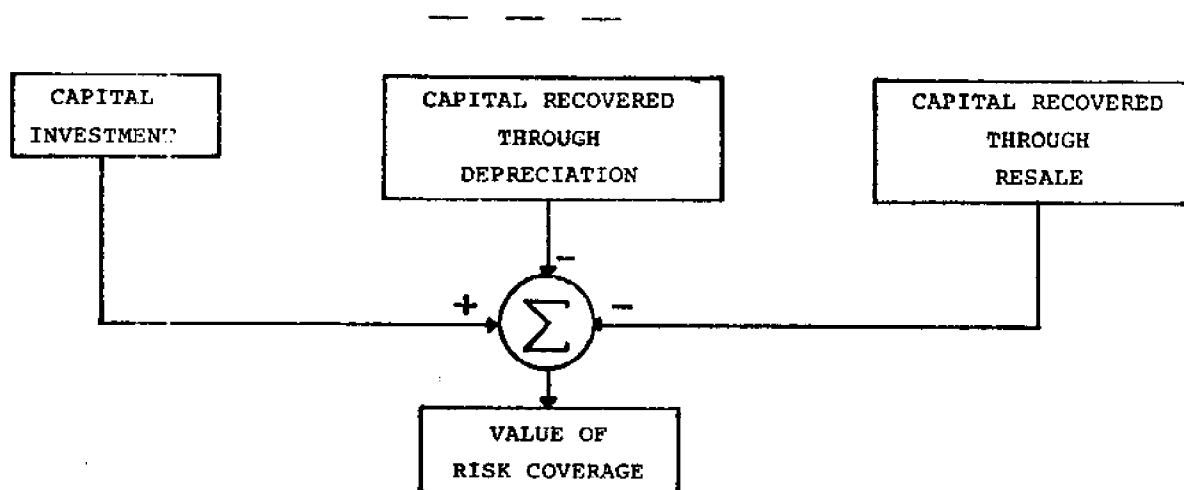 CAPITAL
INVESTMENT
CAPITAL RECOVERED
THROUGH
DEPRECIATION
CAPITAL RECOVERED
THROUGH
RESALE
-
+
Σ
-
VALUE OF
RISK COVERAGE